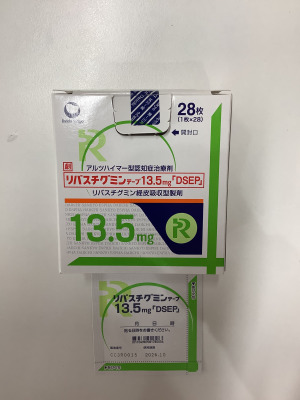 28枚
(1枚×28)
←開封口
劇
アルツハイマー型認知症治療剤
リバスチグミンテープ13.5mg「DSEP」
リバスチグミン経皮吸収型製剤
13.5mg
リバスチグミンテープ
13.5mg「DSEP」
月 日 時